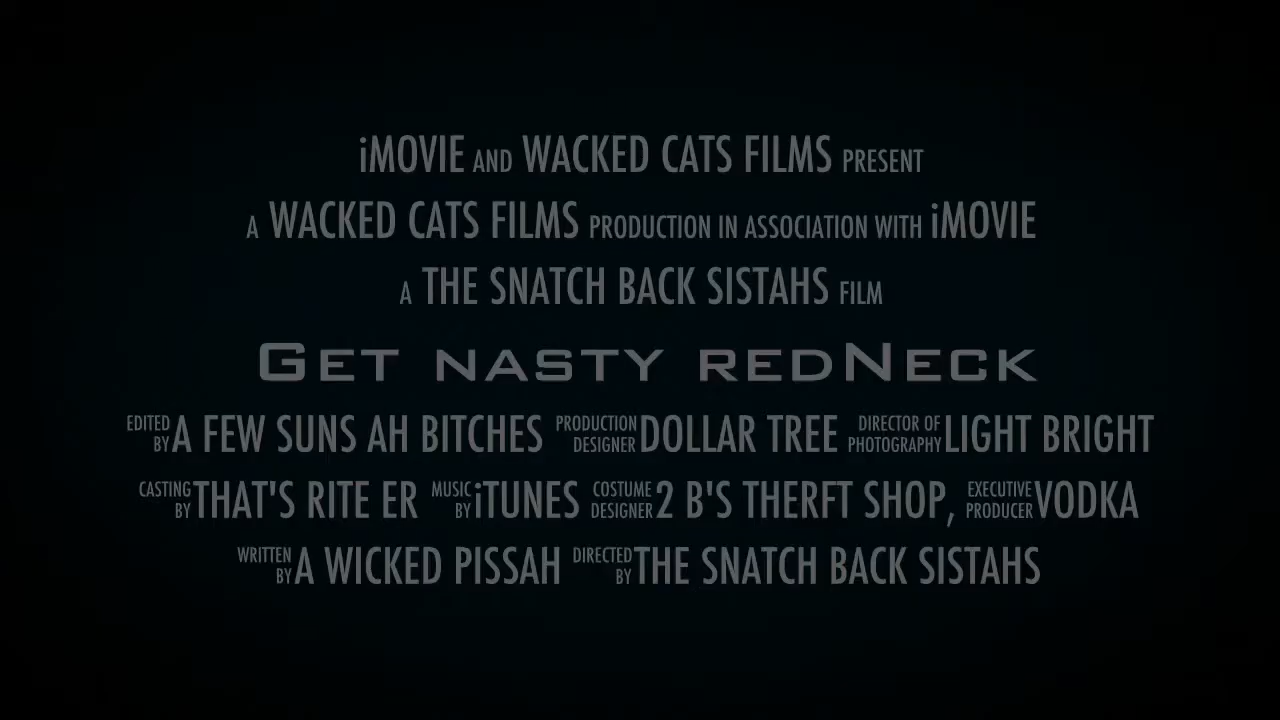 iMOVIE AND WACKED CATS FILMS PRESENT
A WACKED CATS FILMS PRODUCTION IN ASSOCIATION WITH iMOVIE
A THE SNATCH BACK SISTAHS FILM
GET NASTY REDNECK
EDITED BY A FEW SUNS AH BITCHES PRODUCTION DESIGNER DOLLAR TREE DIRECTOR OF PHOTOGRAPHY LIGHT BRIGHT
CASTING BY THAT'S RITE ER MUSIC BY iTUNES COSTUME DESIGNER 2 B'S THERFT SHOP, EXECUTIVE PRODUCER VODKA
WRITTEN BY A WICKED PISSAH DIRECTED BY THE SNATCH BACK SISTAHS